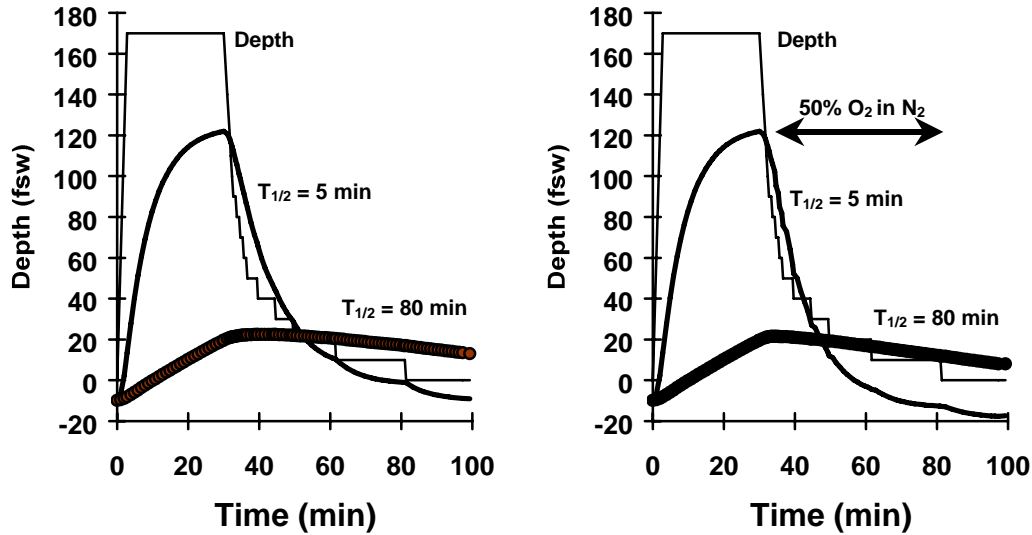 180
160
140
120
100
80
60
40
20
0
-20
Depth (fsw)
Depth
T1/2 = 5 min
T1/2 = 80 min
0 20 40 60 80 100
Time (min)
180
160
140
120
100
80
60
40
20
0
-20
Depth (fsw)
Depth
50% O2 in N2
T1/2 = 5 min
T1/2 = 80 min
0 20 40 60 80 100
Time (min)